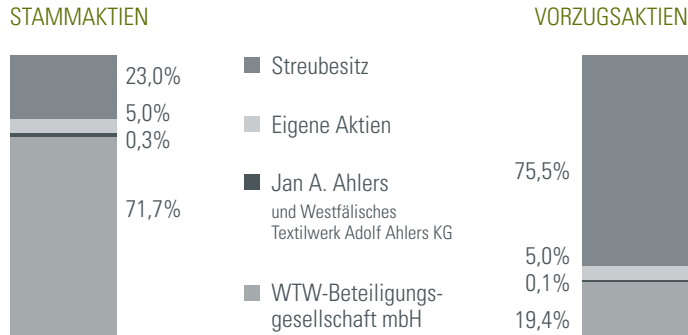 STAMMAKTIEN
23,0%
5,0%
0,3%
71,7%
Streubesitz
Eigene Aktien
Jan A. Ahlers
und Westfälisches
Textilwerk Adolf Ahlers KG
WTW-Beteiligungs-
gesellschaft mbH
VORZUGSAKTIEN
75,5%
5,0%
0,1%
19,4%